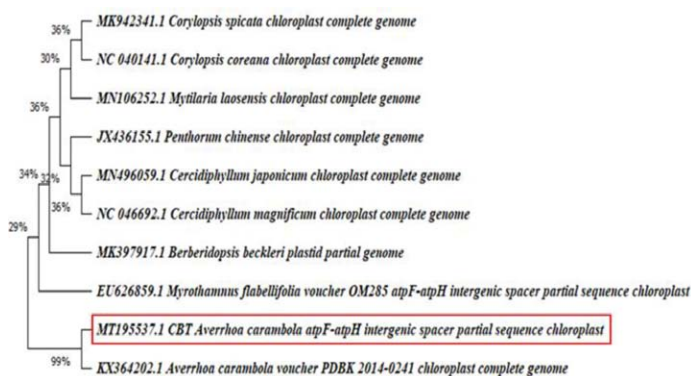 36%
MK942341.1 Corylopsis spicata chloroplast complete genome
30%
NC 040141.1 Corylopsis coreana chloroplast complete genome
36%
MN106252.1 Mytilaria laosensis chloroplast complete genome
JX436155.1 Penthorum chinense chloroplast complete genome
34%
32%
MN496059.1 Cercidiphyllum japonicum chloroplast complete genome
36%
NC 046692.1 Cercidiphyllum magnificum chloroplast complete genome
29%
MK397917.1 Berberidopsis beckleri plastid partial genome
EU626859.1 Myrothamnus flabellifolia voucher OM285 atpF-atpH intergenic spacer partial sequence chloroplast
MT195537.1 CBT Averrhoa carambola atpF-atpH intergenic spacer partial sequence chloroplast
99%
KX364202.1 Averrhoa carambola voucher PDBK 2014-0241 chloroplast complete genome